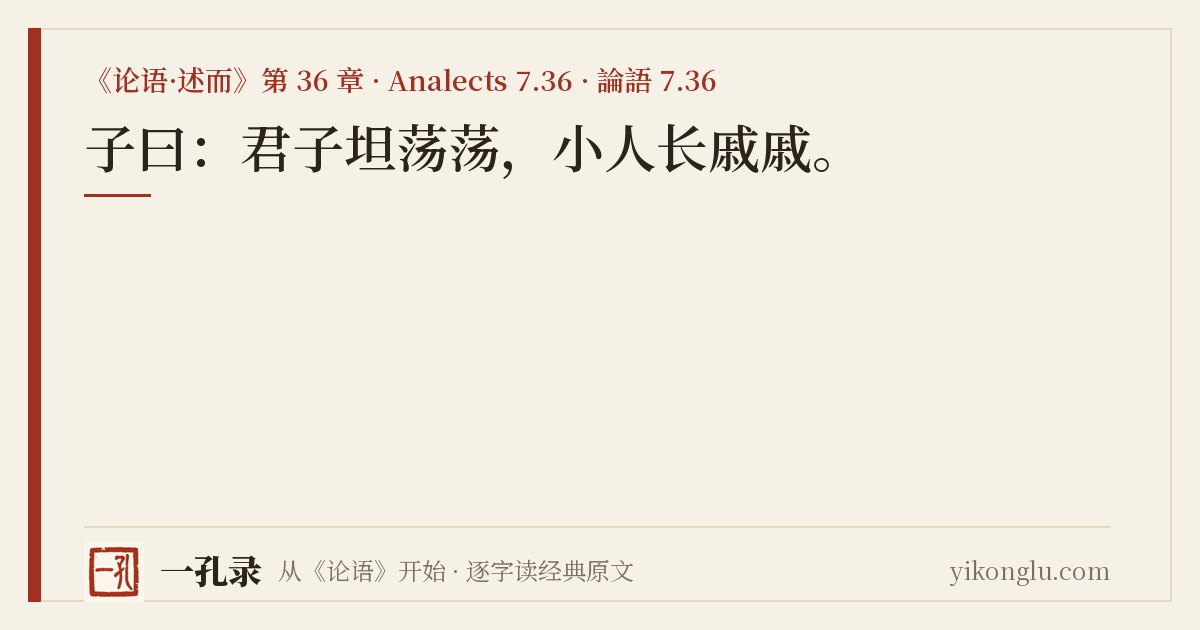 《论语·述而》第 36 章 · Analects 7.36 · 論語 7.36
子曰：君子坦荡荡，小人长戚戚。
一孔
一孔录 从《论语》开始 · 逐字读经典原文 yikonglu.com